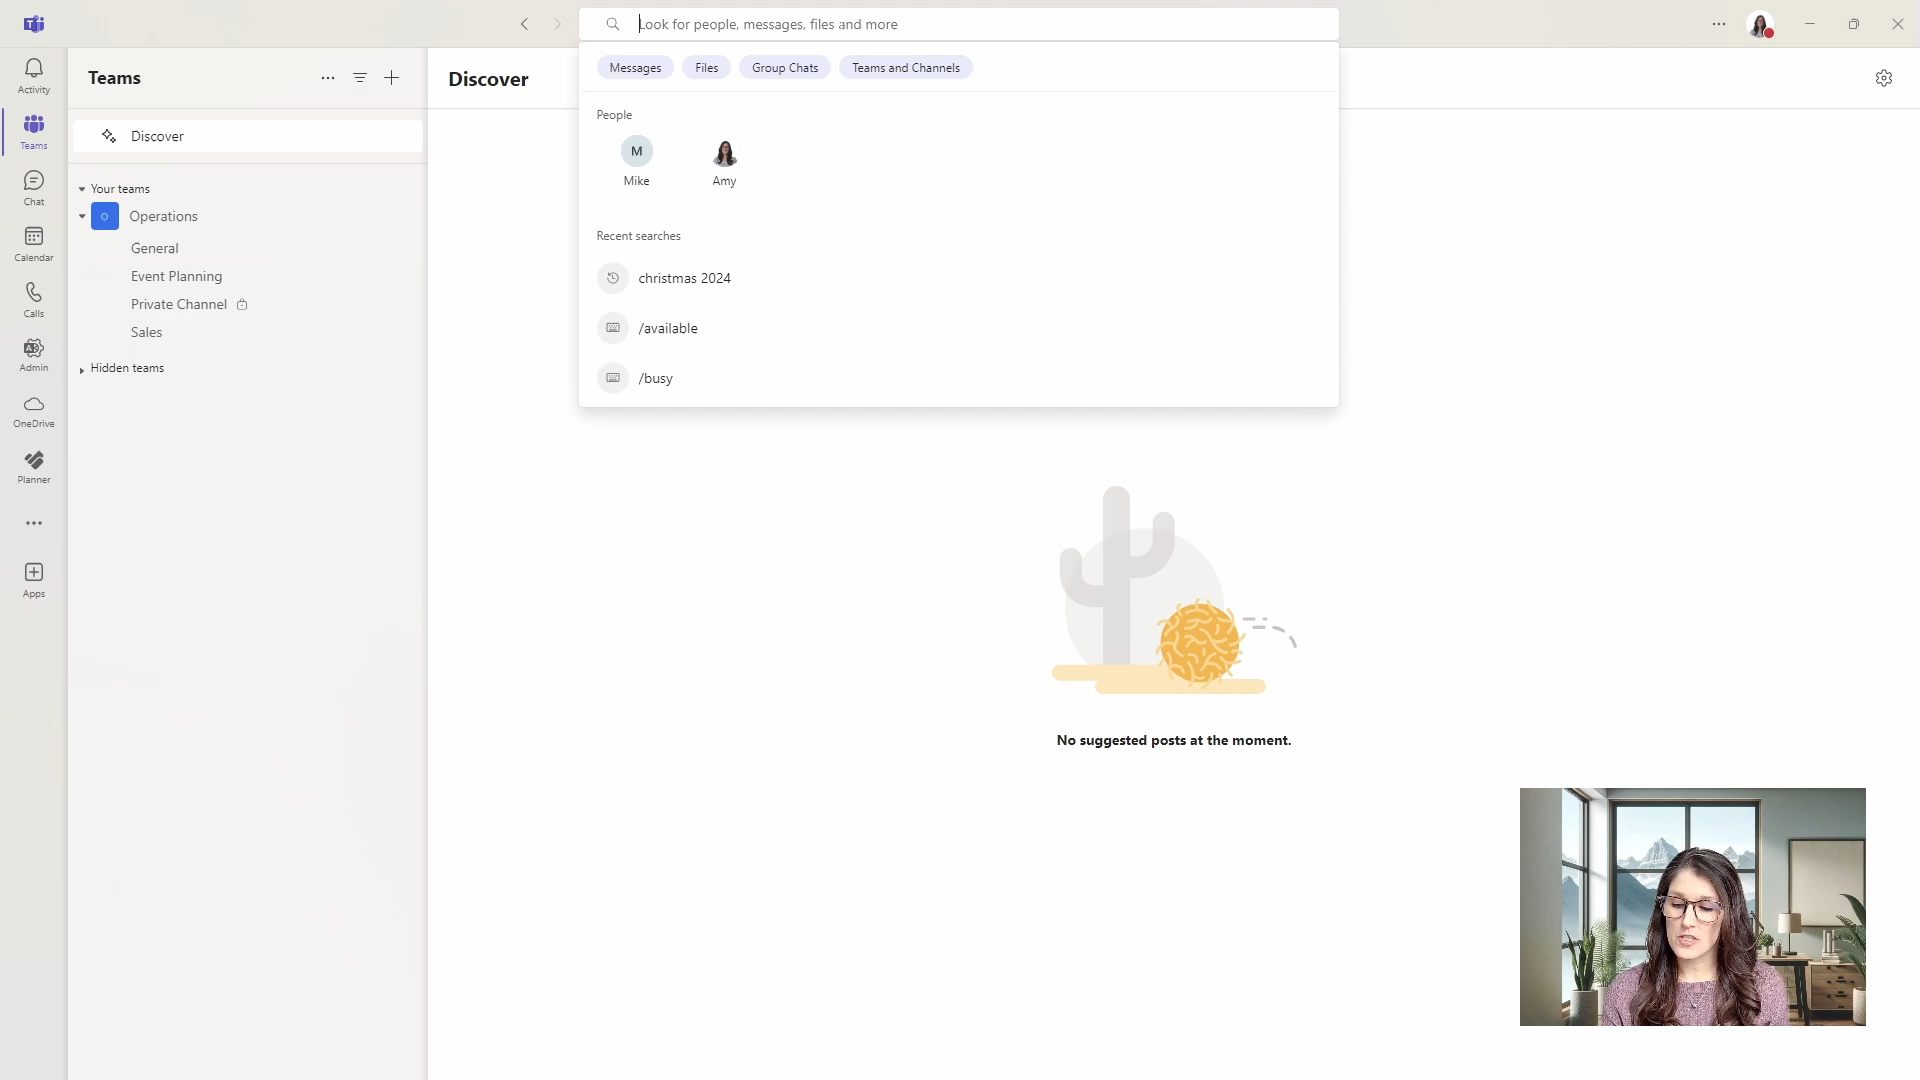 Look for people, messages, files and more
Activity
Teams
Chat
Calendar
Calls
Admin
OneDrive
Planner
Apps
Teams
Discover
Your teams
O
Operations
General
Event Planning
Private Channel
Sales
Hidden teams
Discover
Messages
Files
Group Chats
Teams and Channels
People
M
Mike
Amy
Recent searches
christmas 2024
/available
/busy
No suggested posts at the moment.